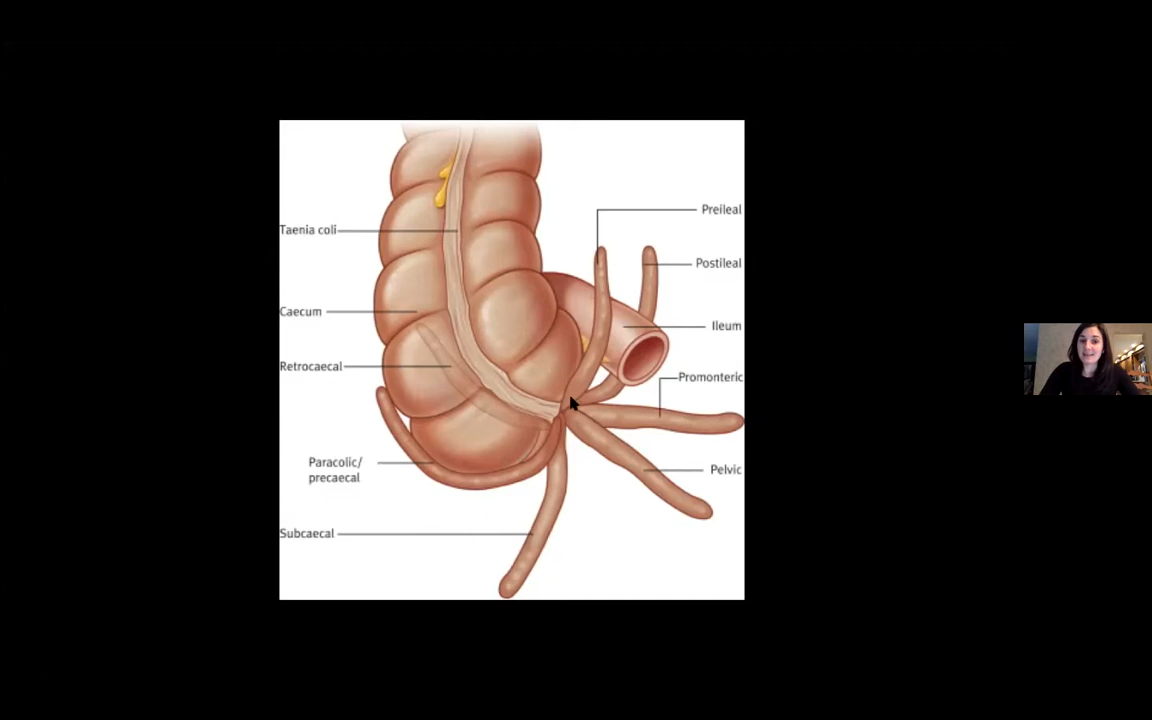 Preileal
Taenia coli
Postileal
Caecum
Ileum
Retrocaecal
Promonteric
Paracolic/
precaecal
Pelvic
Subcaecal